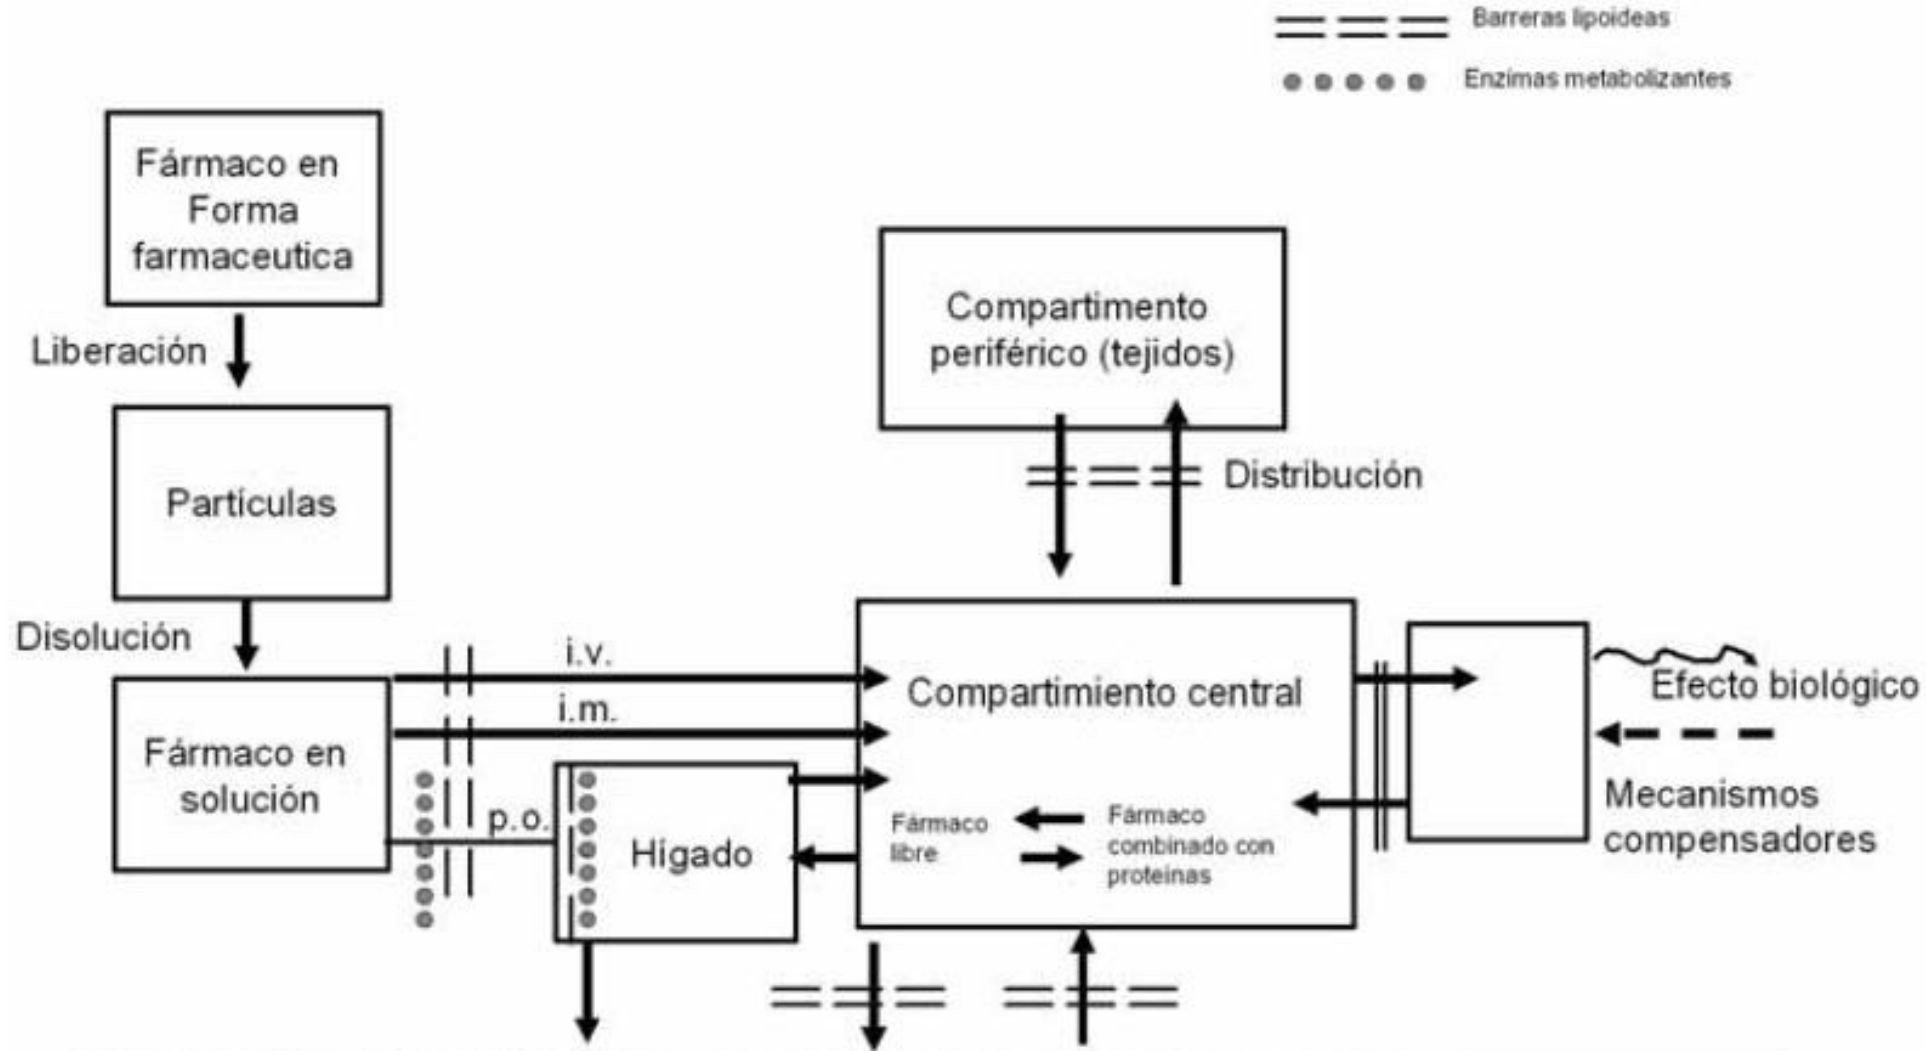 Barreras lipoideas
Enzimas metabolizantes
Fármaco en
Forma
farmaceutica
Liberación
Partículas
Disolución
Fármaco en
solución
i.v.
i.m.
p.o.
Hígado
Compartimento
periférico (tejidos)
Distribución
Compartimiento central
Fármaco
libre
Fármaco
combinado con
proteinas
Efecto biológico
Mecanismos
compensadores